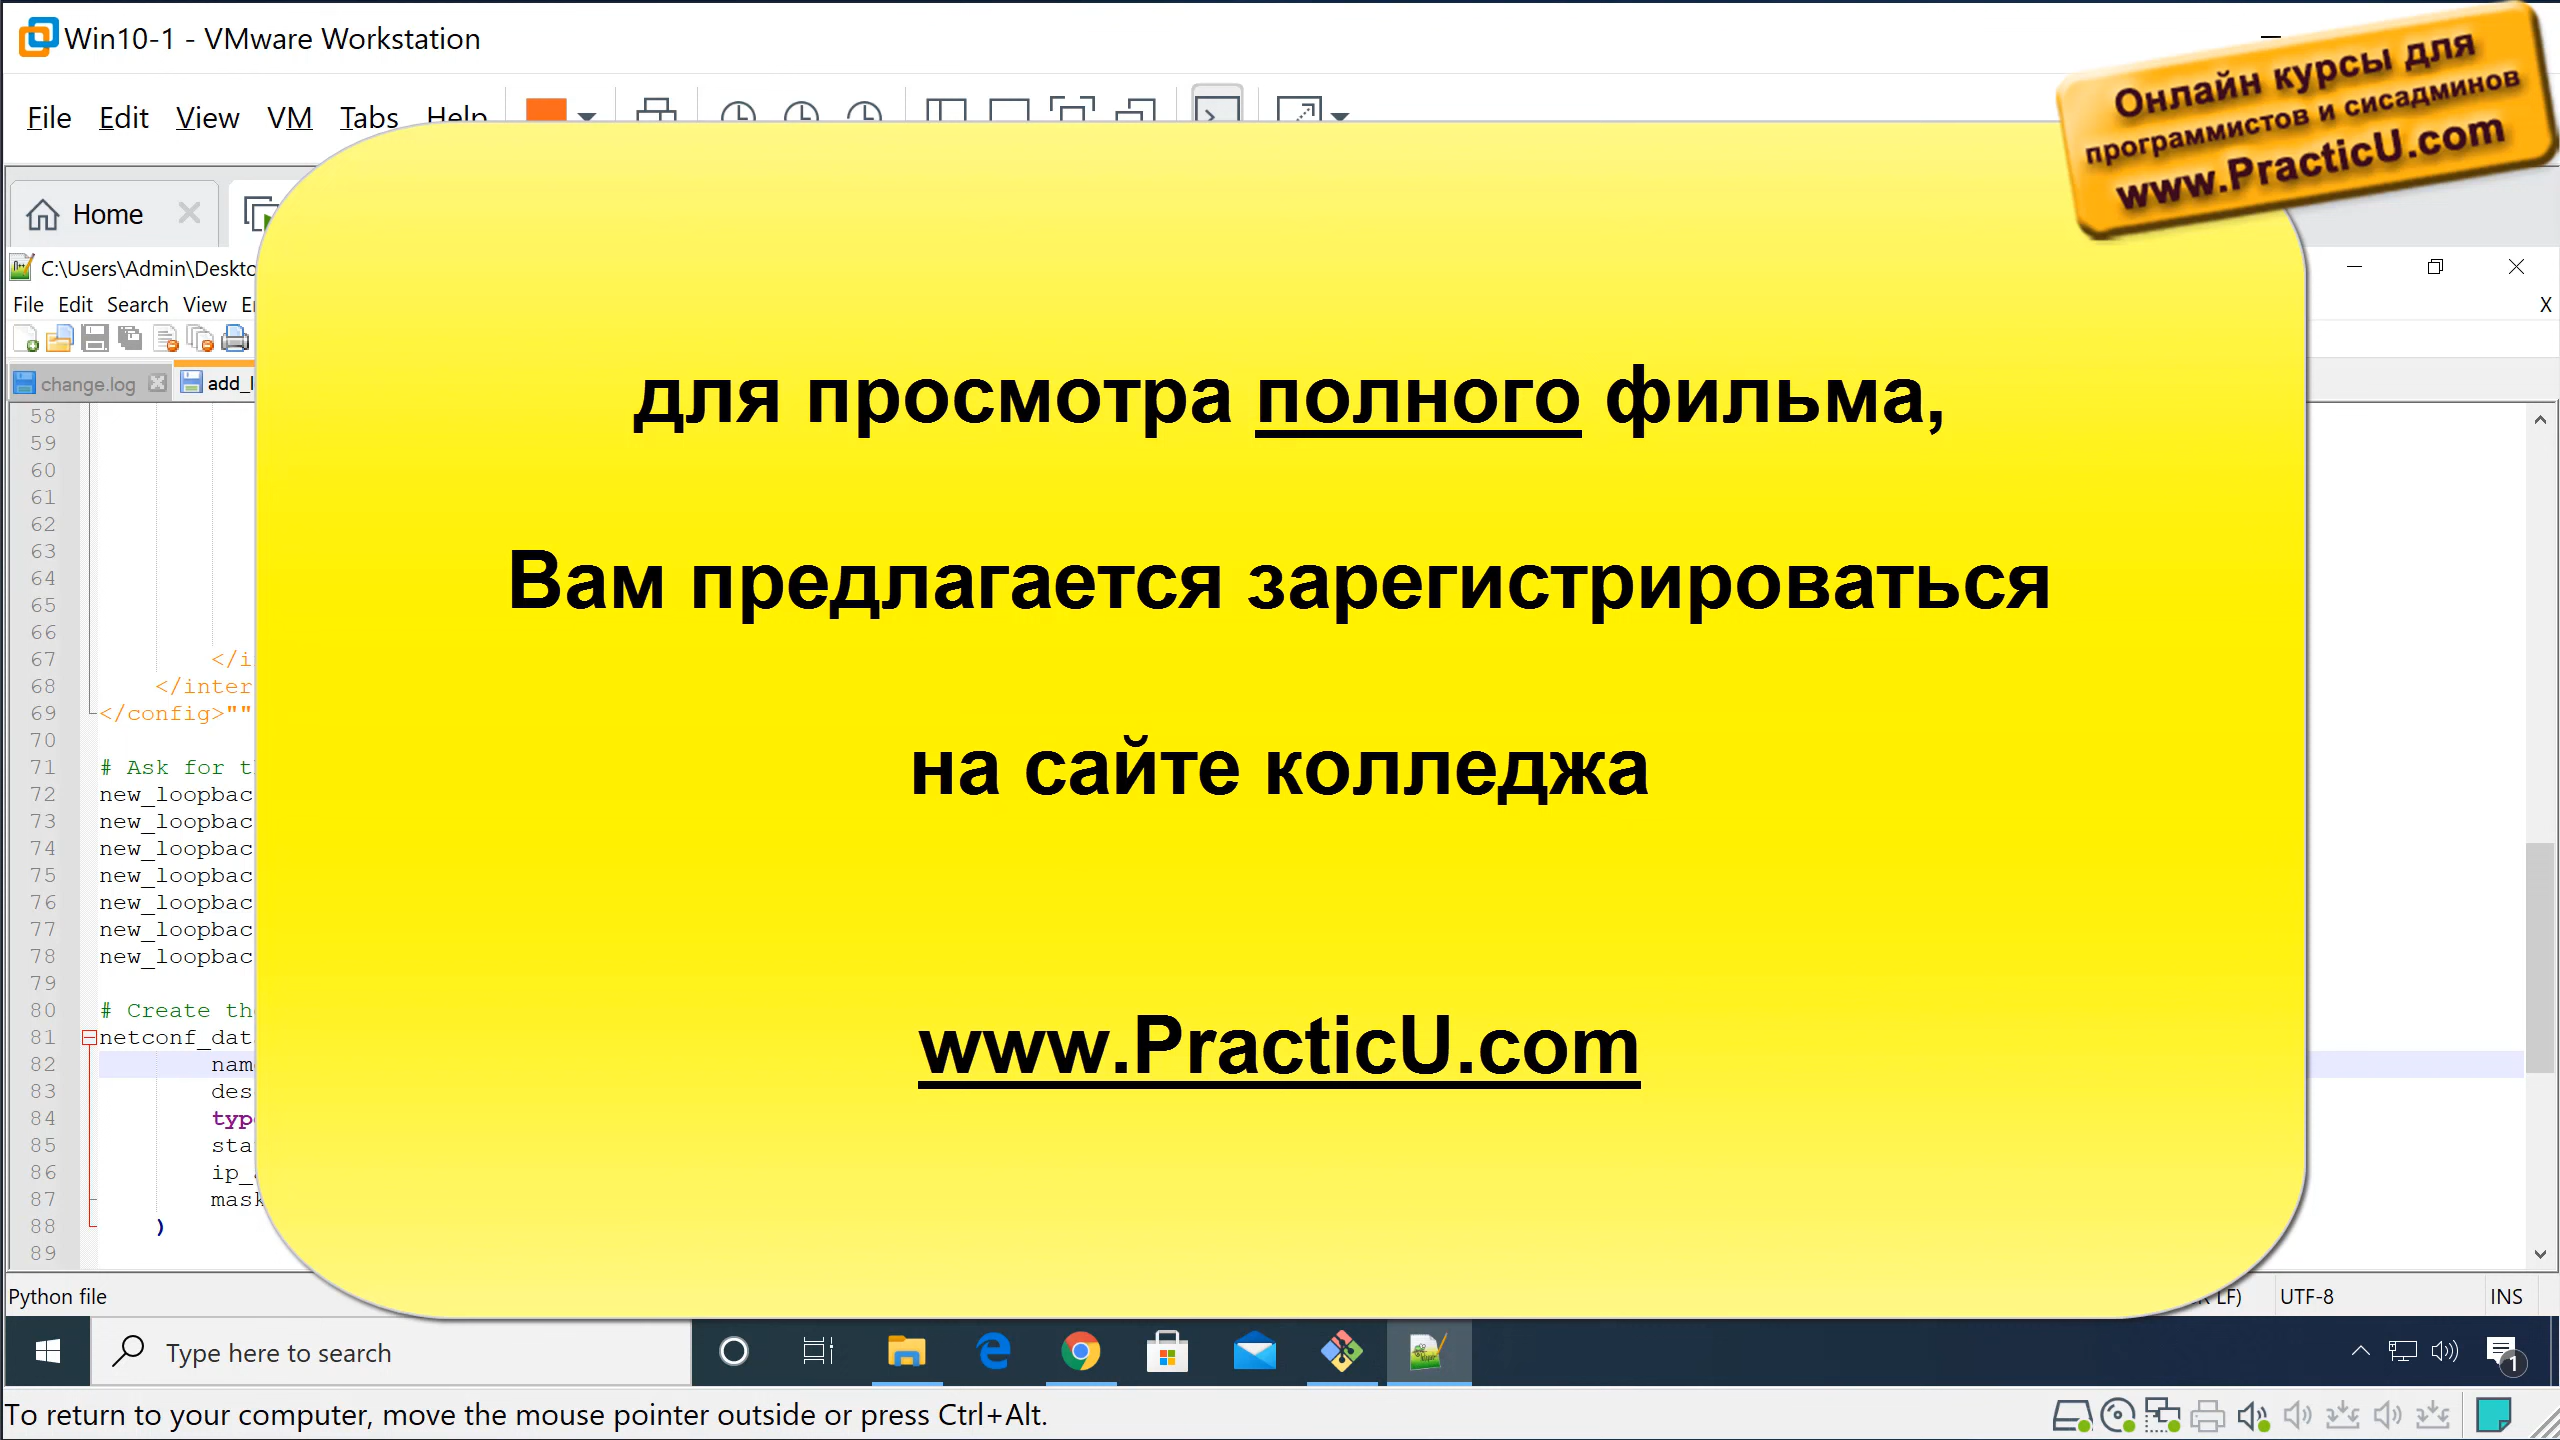 Win10-1 - VMware Workstation
Онлайн курсы для
программистов и сисадминов
www.PracticU.com
File Edit View VM Tabs Help
Home
C:\Users\Admin\Deskto
File Edit Search View
X
change.log
для просмотра полного фильма,
Вам предлагается зарегистрироваться
на сайте колледжа
www.PracticU.com
58
59
60
61
62
63
64
65
66
67 </i
68 </inter
69 </config>""
70
71 # Ask for t
72 new_loopbac
73 new_loopbac
74 new_loopbac
75 new_loopbac
76 new_loopbac
77 new_loopbac
78 new_loopbac
79
80 # Create th
81 netconf_dat
82 nam
83 des
84 typ
85 sta
86 ip_
87 mask
88 )
89
Python file LF) UTF-8 INS
Type here to search
1
To return to your computer, move the mouse pointer outside or press Ctrl+Alt.